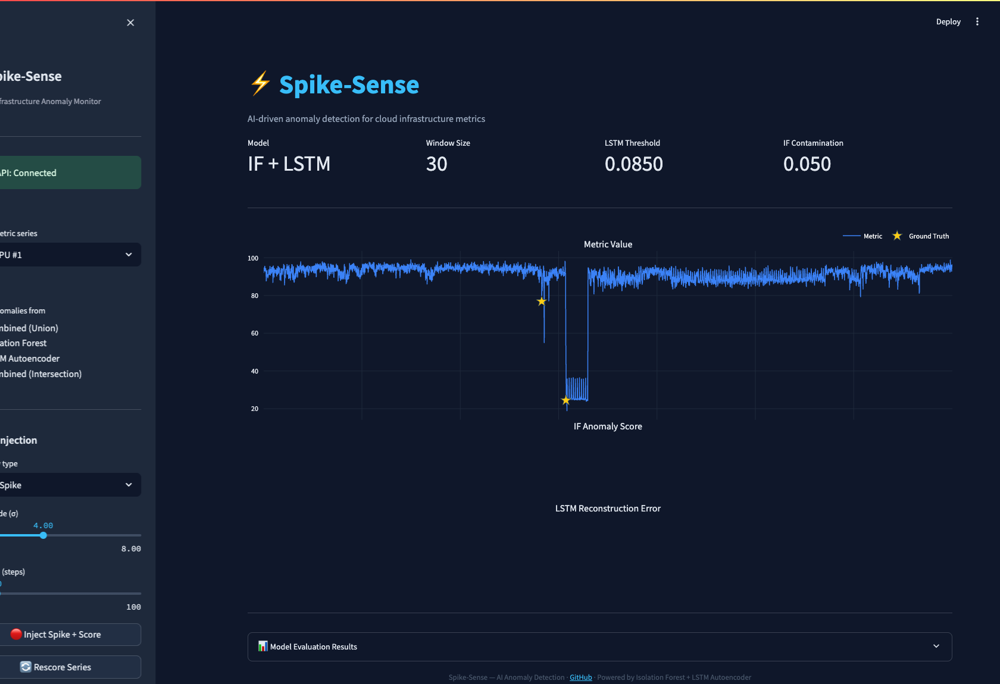 pike-Sense
frastructure Anomaly Monitor
API: Connected
etric series
PU #1
omalies from
mbined (Union)
ation Forest
M Autoencoder
mbined (Intersection)
njection
type
Spike
de (σ)
4.00
8.00
(steps)
100
Inject Spike + Score
Rescore Series
Deploy
Spike-Sense
AI-driven anomaly detection for cloud infrastructure metrics
Model
IF + LSTM
Window Size
30
LSTM Threshold
0.0850
IF Contamination
0.050
Metric
Ground Truth
Metric Value
100
80
60
40
20
IF Anomaly Score
LSTM Reconstruction Error
Model Evaluation Results
Spike-Sense — AI Anomaly Detection · GitHub · Powered by Isolation Forest + LSTM Autoencoder